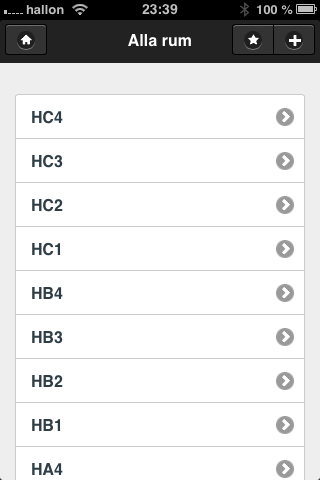 hallon 23:39 100 %
Alla rum
HC4
HC3
HC2
HC1
HB4
HB3
HB2
HB1
HA4